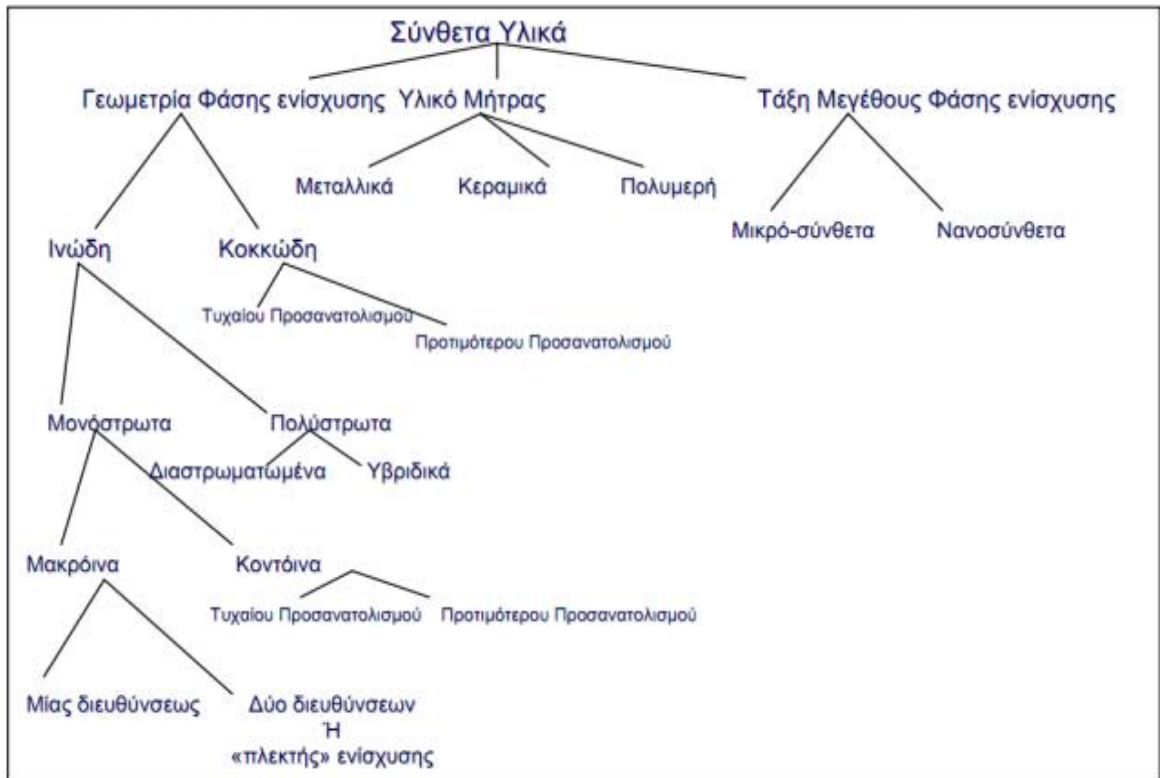 Σύνθετα Υλικά
Γεωμετρία Φάσης ενίσχυσης Υλικό Μήτρας Τάξη Μεγέθους Φάσης ενίσχυσης
Μεταλλικά Κεραμικά Πολυμερή
Μικρό-σύνθετα Νανοσύνθετα
Ινώδη Κοκκώδη
Τυχαίου Προσανατολισμού
Προτιμότερου Προσανατολισμού
Μονόστρωτα Πολύστρωτα
Διαστρωματωμένα Υβριδικά
Μακρόινα Κοντόινα
Τυχαίου Προσανατολισμού Προτιμότερου Προσανατολισμού
Μίας διευθύνσεως Δύο διευθύνσεων
Ή
«πλεκτής» ενίσχυσης